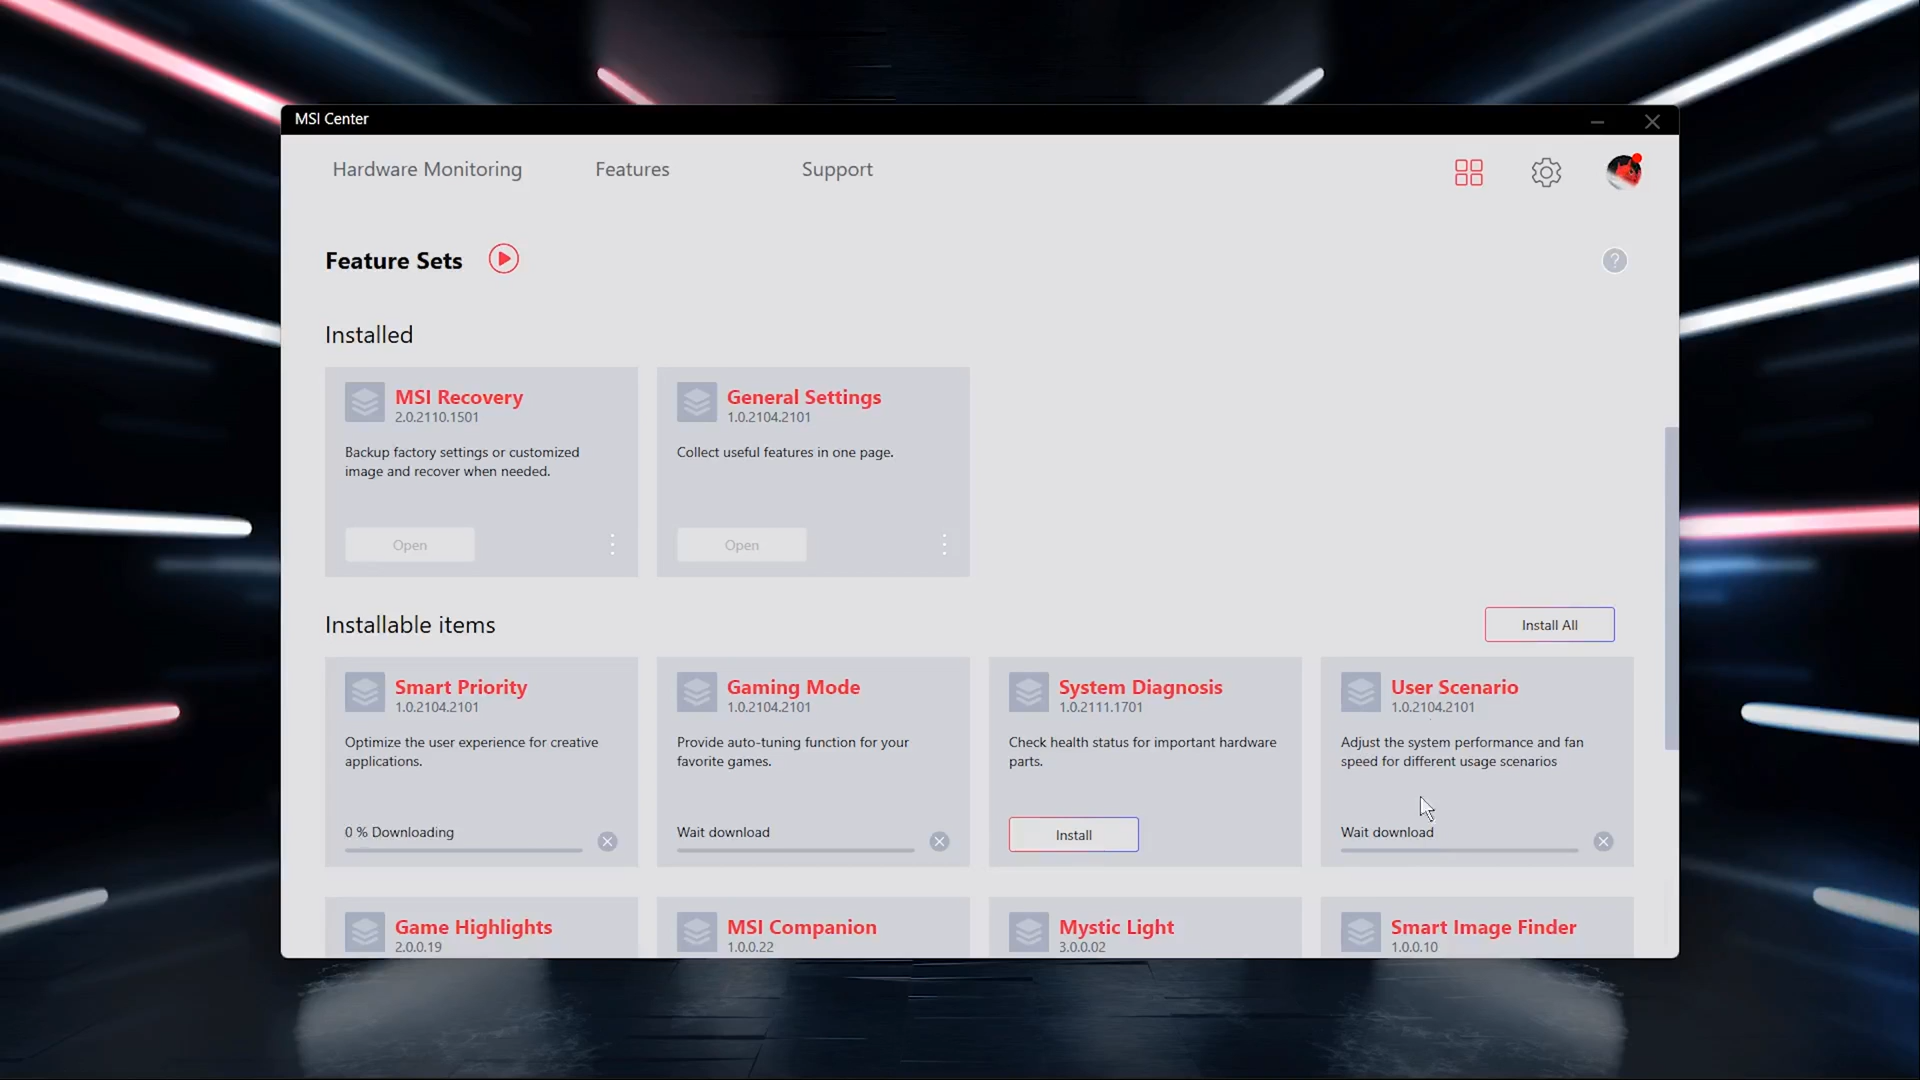 MSI Center
Hardware Monitoring
Features
Support
Feature Sets
?
Installed
MSI Recovery
2.0.2110.1501
Backup factory settings or customized
image and recover when needed.
Open
General Settings
1.0.2104.2101
Collect useful features in one page.
Open
Installable items
Install All
Smart Priority
1.0.2104.2101
Optimize the user experience for creative
applications.
0 % Downloading
Gaming Mode
1.0.2104.2101
Provide auto-tuning function for your
favorite games.
Wait download
System Diagnosis
1.0.2111.1701
Check health status for important hardware
parts.
Install
User Scenario
1.0.2104.2101
Adjust the system performance and fan
speed for different usage scenarios
Wait download
Game Highlights
2.0.0.19
MSI Companion
1.0.0.22
Mystic Light
3.0.0.02
Smart Image Finder
1.0.0.10